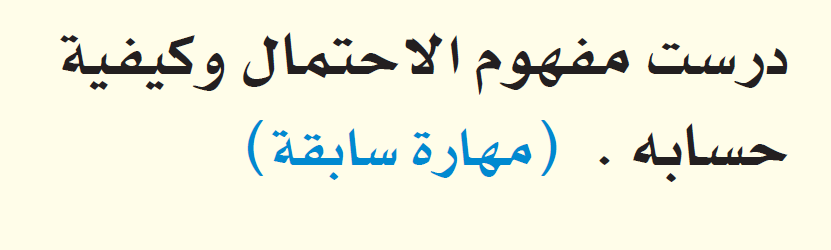 درست مفهوم الاحتمال وكيفية
حسابه . (مهارة سابقة)